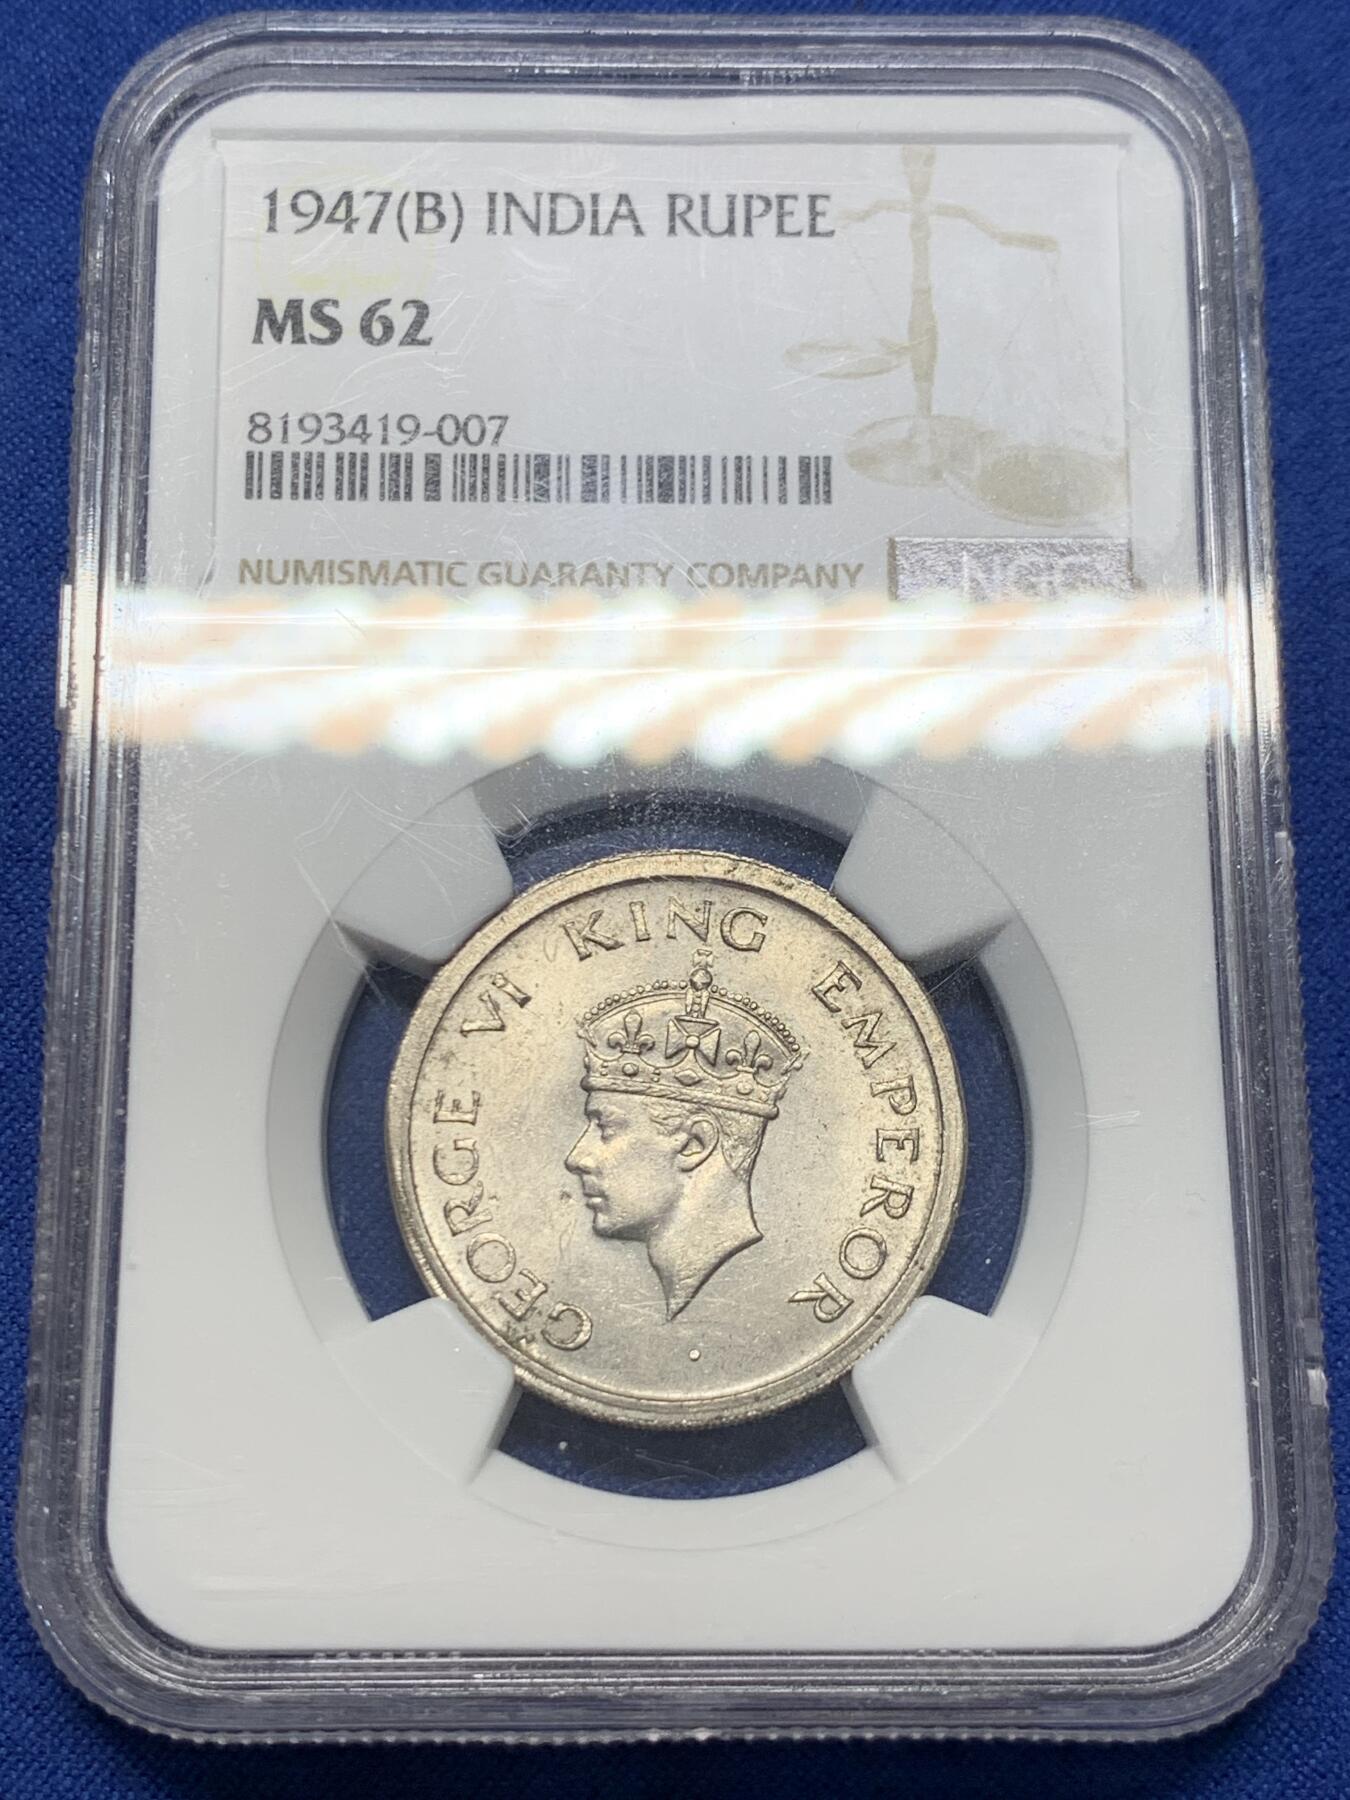 1947(B) INDIA RUPEE
MS 62
8193419-007
NUMISMATIC GUARANTY COMPANY
GEORGE VI KING EMPEROR